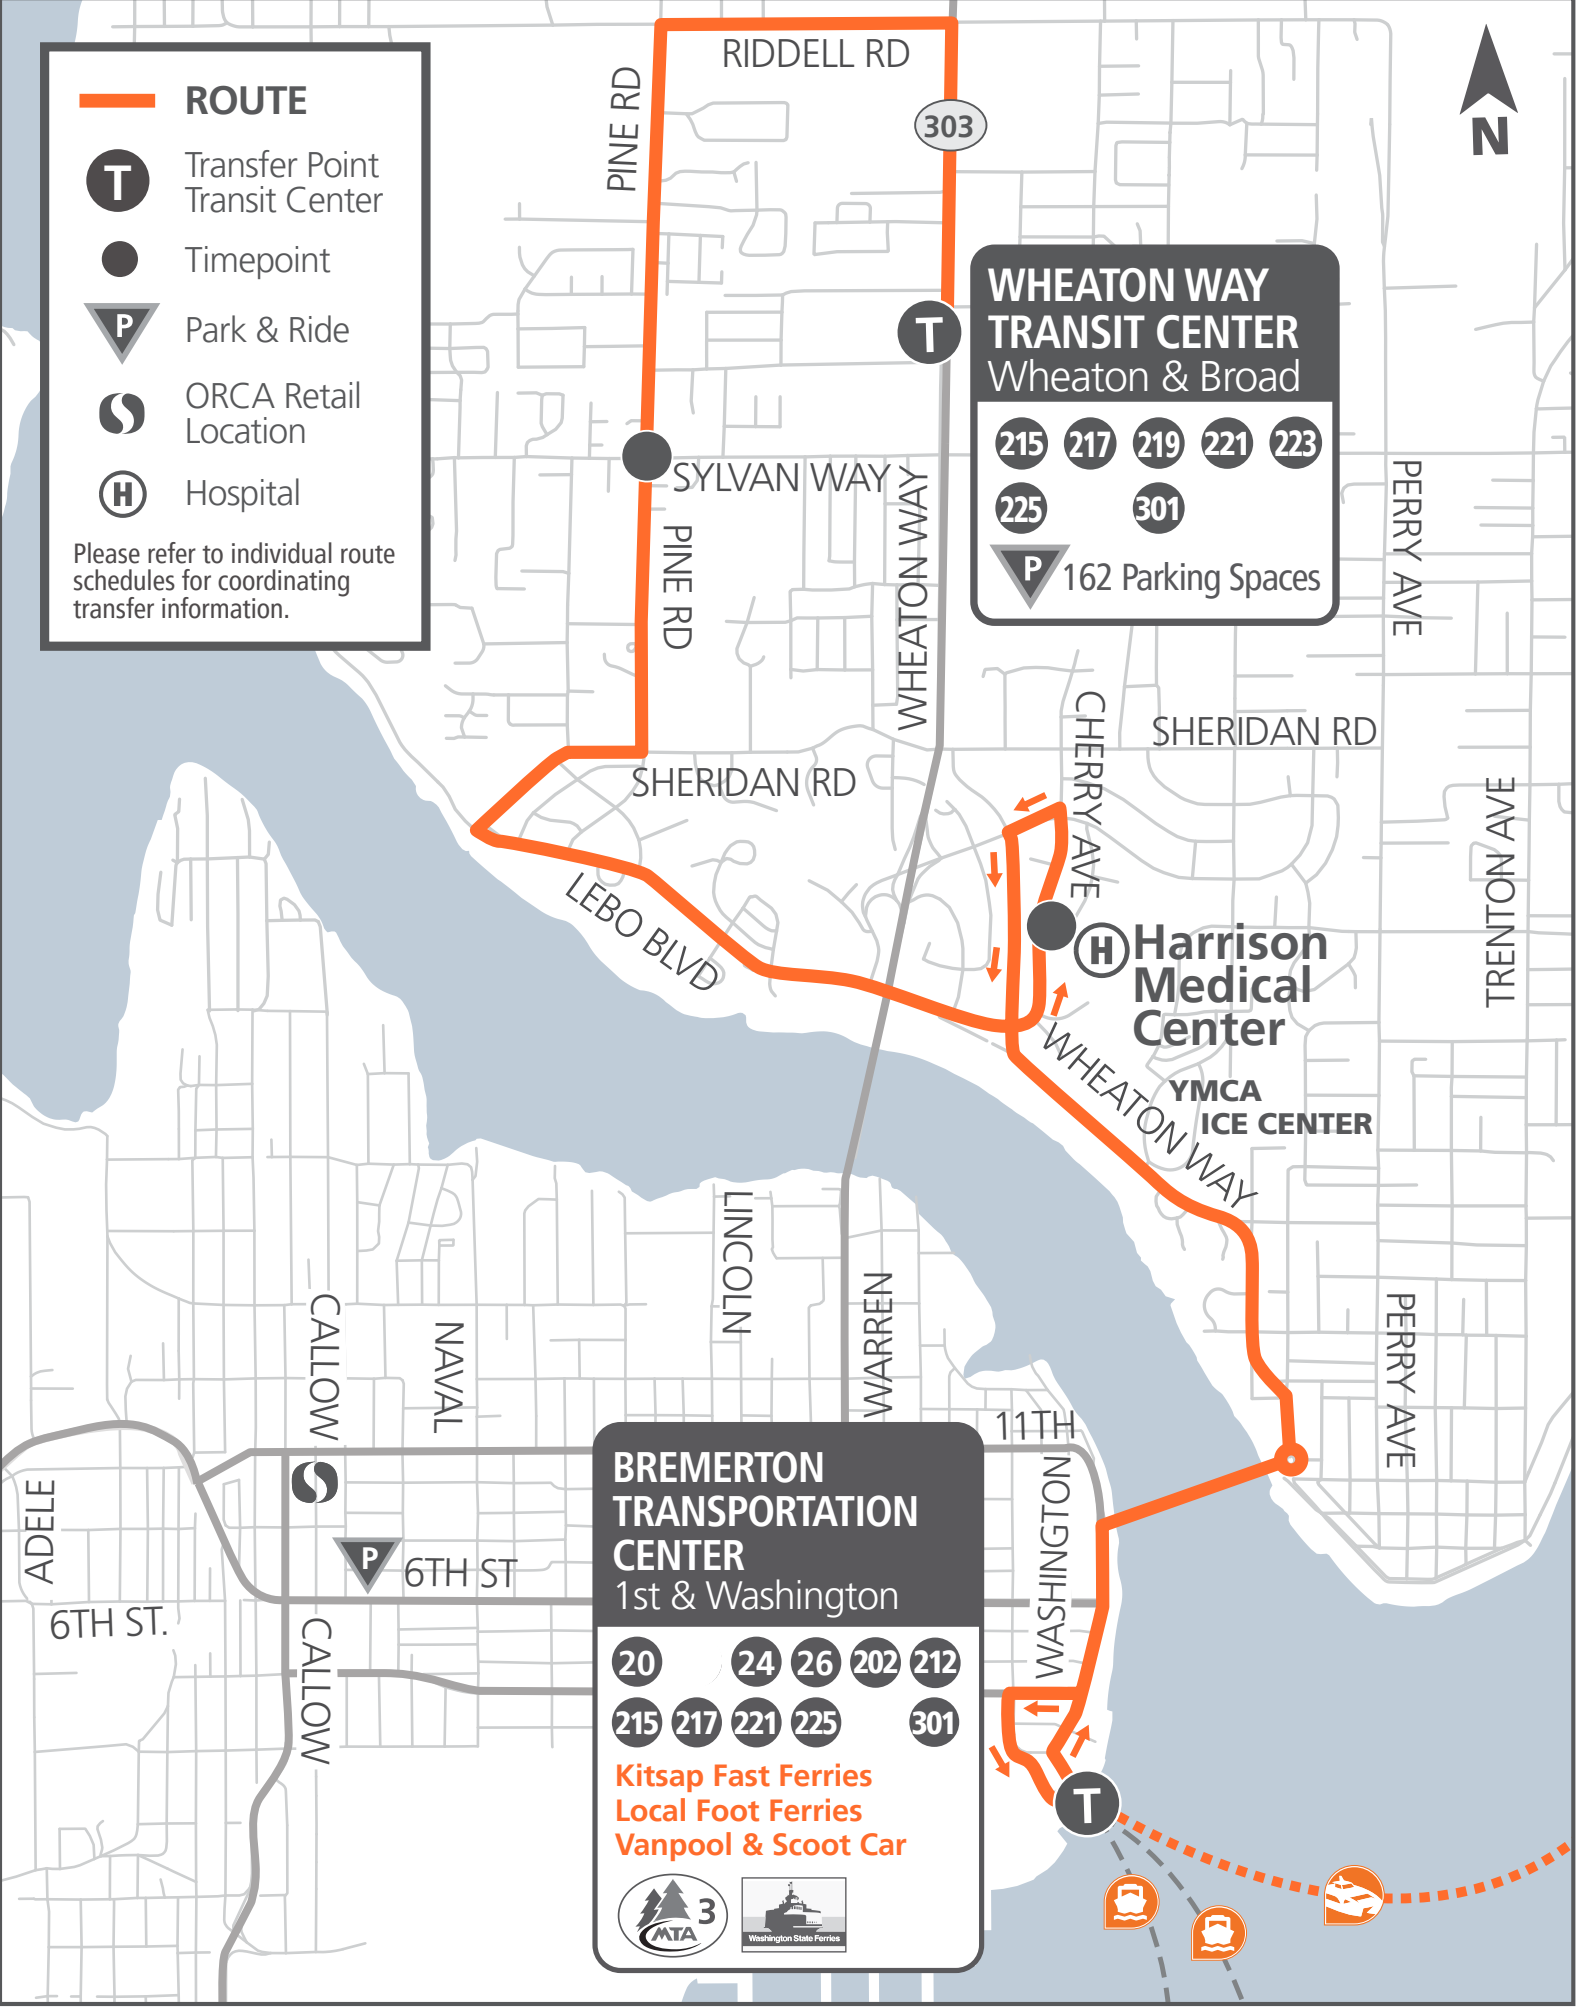 RIDDELL RD
PINE RD
303
N
ROUTE
T
Transfer Point
Transit Center
Timepoint
P
Park & Ride
ORCA Retail
Location
H
Hospital
Please refer to individual route
schedules for coordinating
transfer information.
WHEATON WAY
TRANSIT CENTER
Wheaton & Broad
215 217 219 221 223
225 301
P
162 Parking Spaces
T
SYLVAN WAY
PINE RD
WHEATON WAY
PERRY AVE
CHERRY AVE
SHERIDAN RD
SHERIDAN RD
TRENTON AVE
LEBO BLVD
H
Harrison
Medical
Center
WHEATON WAY
YMCA
ICE CENTER
LINCOLN
WARREN
CALLOW
NAVAL
PERRY AVE
11TH
WASHINGTON
ADELE
P
6TH ST
6TH ST.
CALLOW
BREMERTON
TRANSPORTATION
CENTER
1st & Washington
20 24 26 202 212
215 217 221 225 301
Kitsap Fast Ferries
Local Foot Ferries
Vanpool & Scoot Car
MTA 3
Washington State Ferries
T